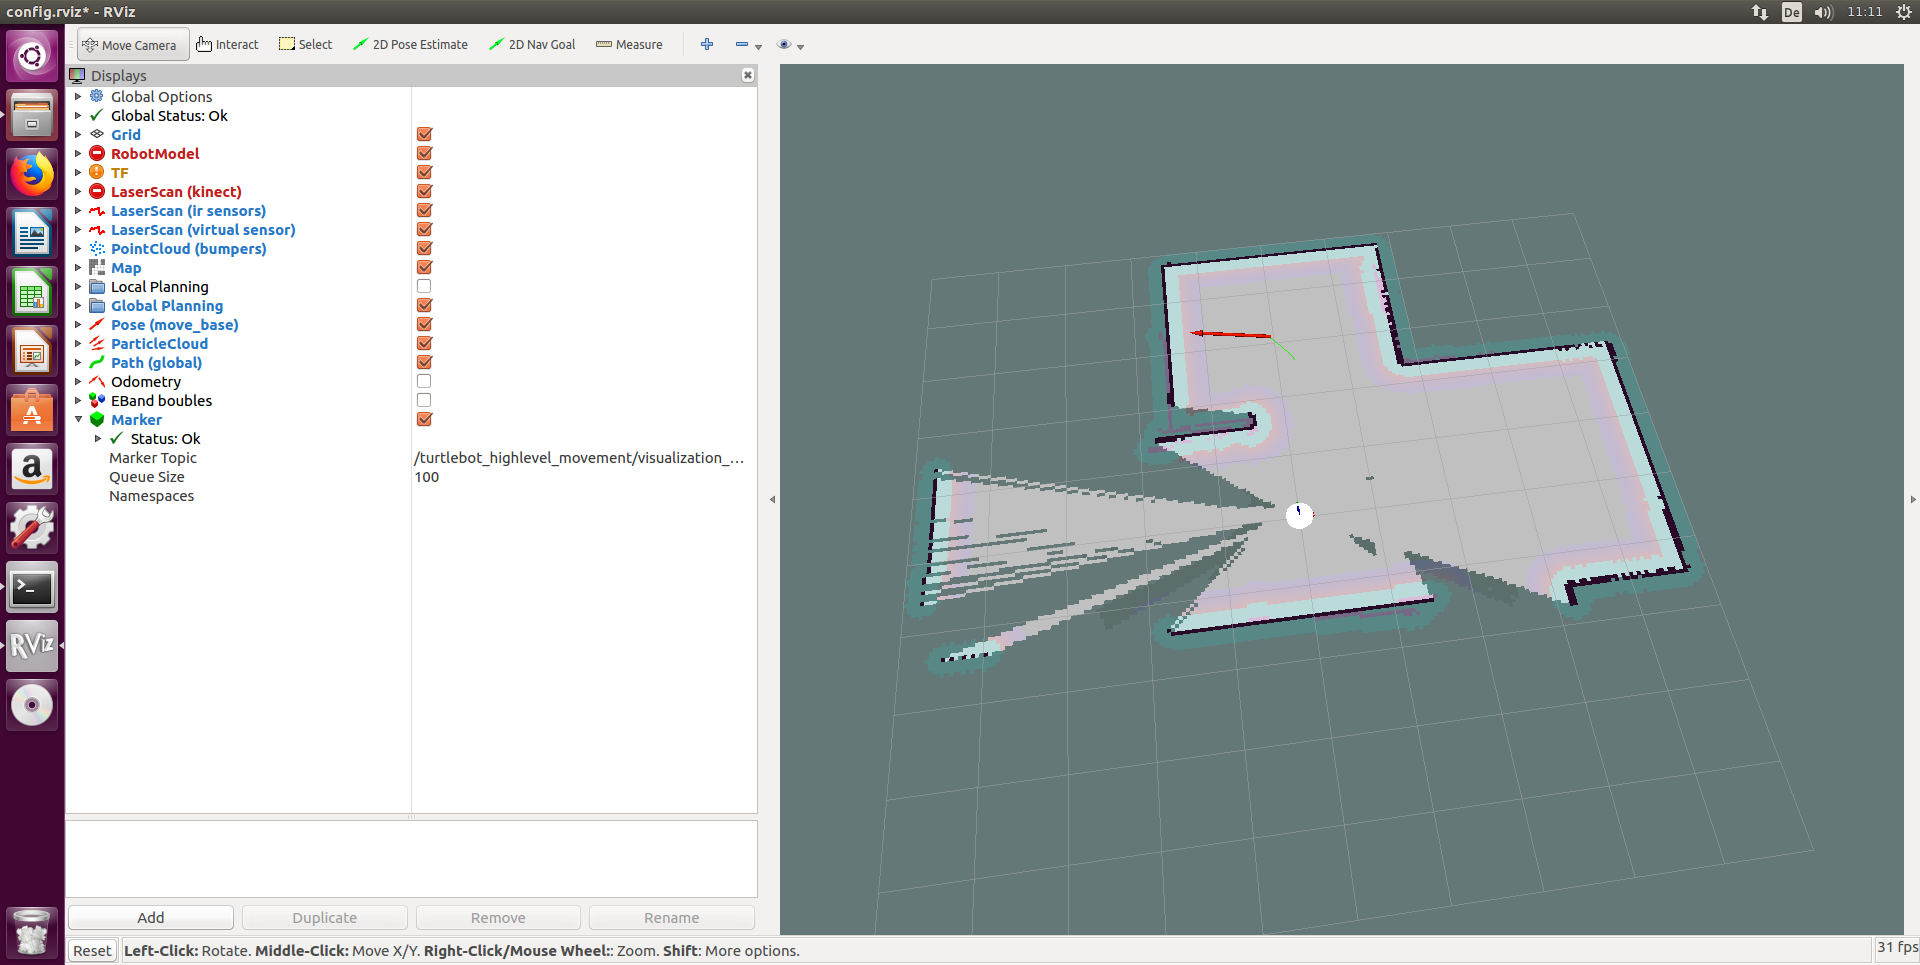 config.rviz* - RViz
De
11:11
Move Camera
Interact
Select
2D Pose Estimate
2D Nav Goal
Measure
Displays
Global Options
Global Status: Ok
Grid
RobotModel
TF
LaserScan (kinect)
LaserScan (ir sensors)
LaserScan (virtual sensor)
PointCloud (bumpers)
Map
Local Planning
Global Planning
Pose (move_base)
ParticleCloud
Path (global)
Odometry
EBand boubles
Marker
Status: Ok
Marker Topic /turtlebot_highlevel_movement/visualization_...
Queue Size 100
Namespaces
RViz
Add
Duplicate
Remove
Rename
Reset
Left-Click: Rotate. Middle-Click: Move X/Y. Right-Click/Mouse Wheel:: Zoom. Shift: More options.
31 fps